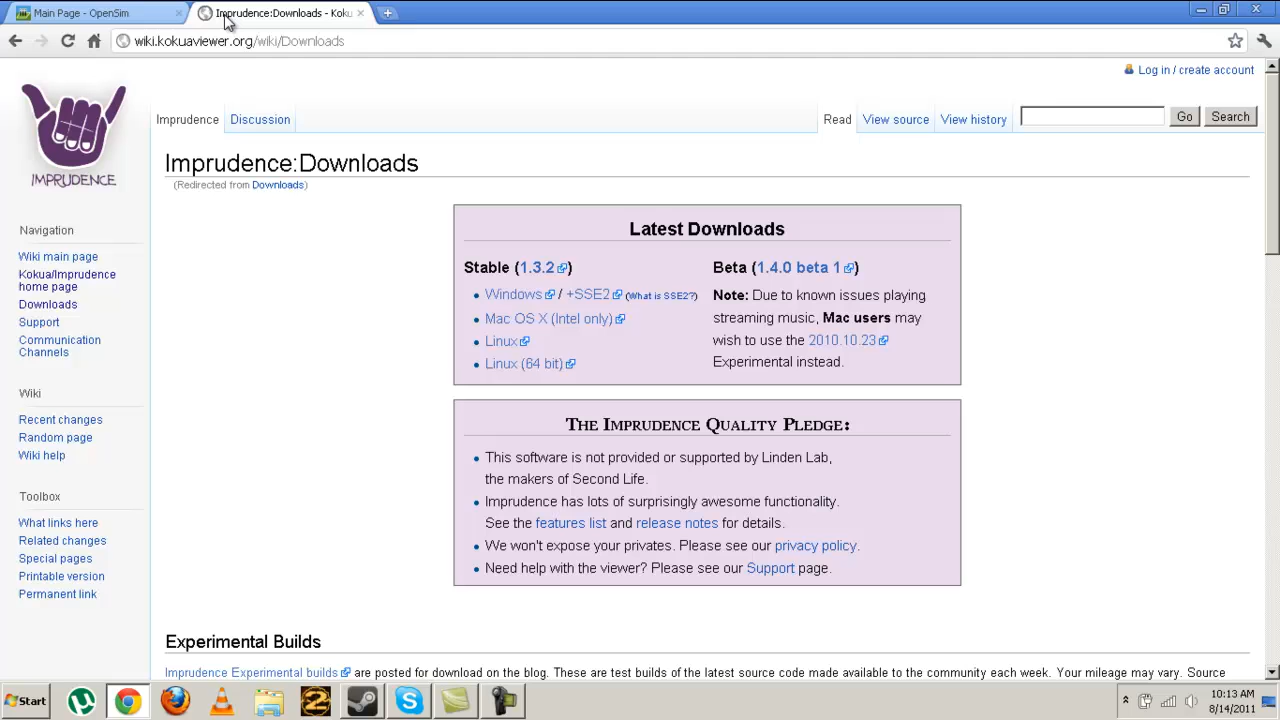 Main Page - OpenSim
Imprudence:Downloads - Koku
wiki.kokuaviewer.org/wiki/Downloads
Log in / create account
IMPRUDENCE
Imprudence
Discussion
Read
View source
View history
Go
Search
Imprudence:Downloads
(Redirected from Downloads)
Navigation
Wiki main page
Kokua/Imprudence
home page
Downloads
Support
Communication
Channels
Wiki
Recent changes
Random page
Wiki help
Toolbox
What links here
Related changes
Special pages
Printable version
Permanent link
Latest Downloads
Stable (1.3.2)
Windows / +SSE2 (What is SSE2?)
Mac OS X (Intel only)
Linux
Linux (64 bit)
Beta (1.4.0 beta 1)
Note: Due to known issues playing
streaming music, Mac users may
wish to use the 2010.10.23
Experimental instead.
THE IMPRUDENCE QUALITY PLEDGE:
This software is not provided or supported by Linden Lab,
the makers of Second Life.
Imprudence has lots of surprisingly awesome functionality.
See the features list and release notes for details.
We won't expose your privates. Please see our privacy policy.
Need help with the viewer? Please see our Support page.
Experimental Builds
Imprudence Experimental builds are posted for download on the blog. These are test builds of the latest source code made available to the community each week. Your mileage may vary. Source
Start
10:13 AM
8/14/2011